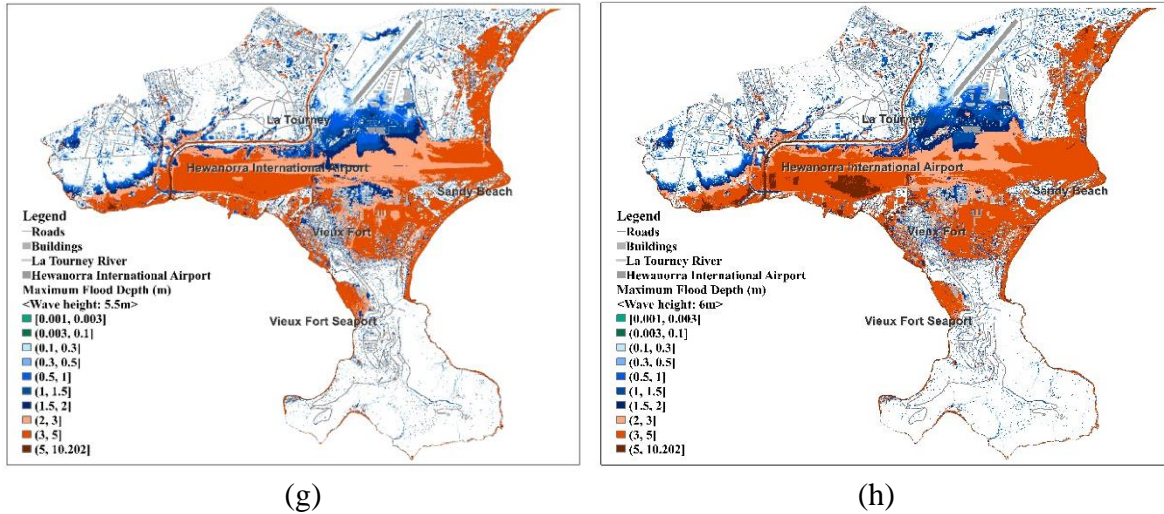 La Tourney
Hewanorra International Airport
Sandy Beach
Vieux Fort
Vieux Fort Seaport
Legend
Roads
Buildings
La Tourney River
Hewanorra International Airport
Maximum Flood Depth (m)
<Wave height: 5.5m>
[0.001, 0.003]
(0.003, 0.1]
(0.1, 0.3]
(0.3, 0.5]
(0.5, 1]
(1, 1.5]
(1.5, 2]
(2, 3]
(3, 5]
(5, 10.202]
(g)
La Tourney
Hewanorra International Airport
Sandy Beach
Vieux Fort
Vieux Fort Seaport
Legend
Roads
Buildings
La Tourney River
Hewanorra International Airport
Maximum Flood Depth (m)
<Wave height: 6m>
[0.001, 0.003]
(0.003, 0.1]
(0.1, 0.3]
(0.3, 0.5]
(0.5, 1]
(1, 1.5]
(1.5, 2]
(2, 3]
(3, 5]
(5, 10.202]
(h)